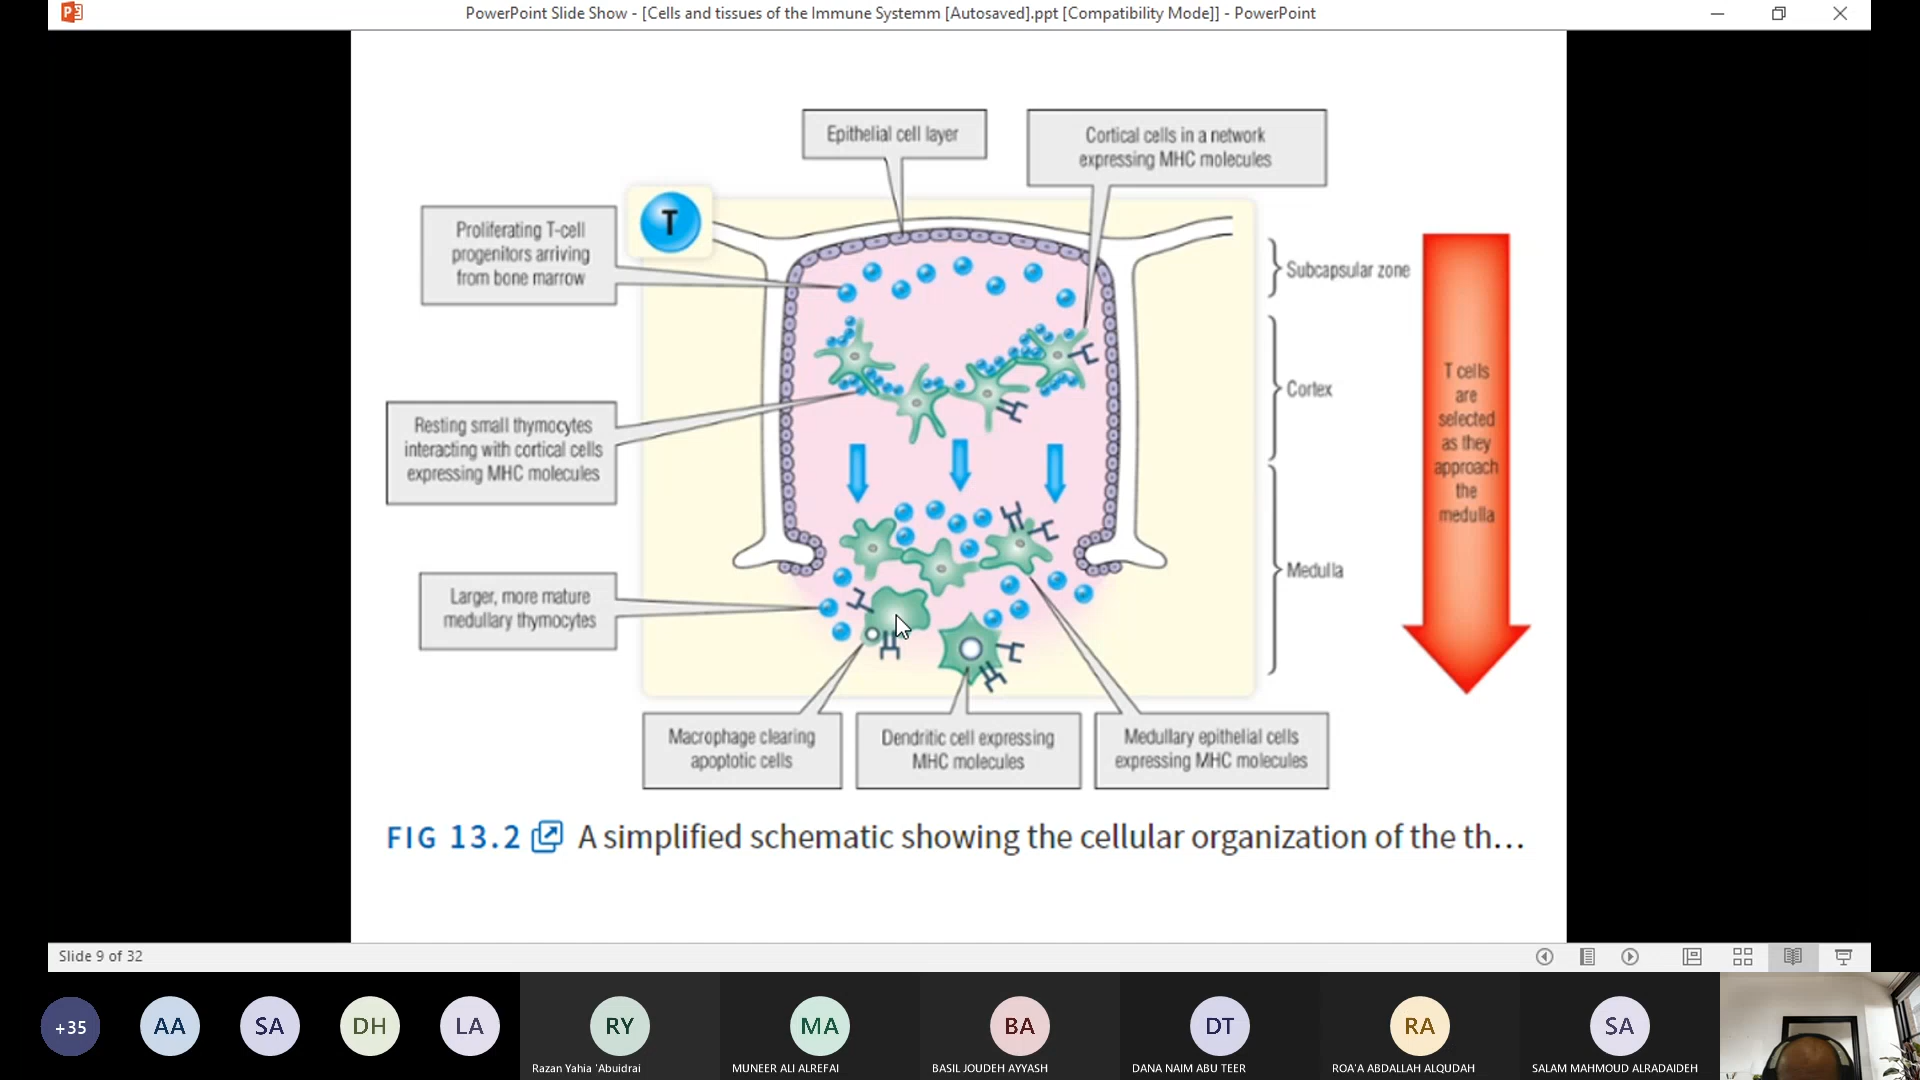 PowerPoint Slide Show - [Cells and tissues of the Immune Systemm [Autosaved].ppt [Compatibility Mode]] - PowerPoint
Epithelial cell layer
Cortical cells in a network
expressing MHC molecules
Proliferating T-cell
progenitors arriving
from bone marrow
T
Subcapsular zone
Cortex
Medulla
T cells
are
selected
as they
approach
the
medulla
Resting small thymocytes
interacting with cortical cells
expressing MHC molecules
Larger, more mature
medullary thymocytes
Macrophage clearing
apoptotic cells
Dendritic cell expressing
MHC molecules
Medullary epithelial cells
expressing MHC molecules
FIG 13.2 A simplified schematic showing the cellular organization of the th...
Slide 9 of 32
+35
AA
SA
DH
LA
RY
MA
BA
DT
RA
SA
Razan Yahia 'Abuidrai
MUNEER ALI ALREFAI
BASIL JOUDEH AYYASH
DANA NAIM ABU TEER
ROA'A ABDALLAH ALQUDAH
SALAM MAHMOUD ALRADAIDEH